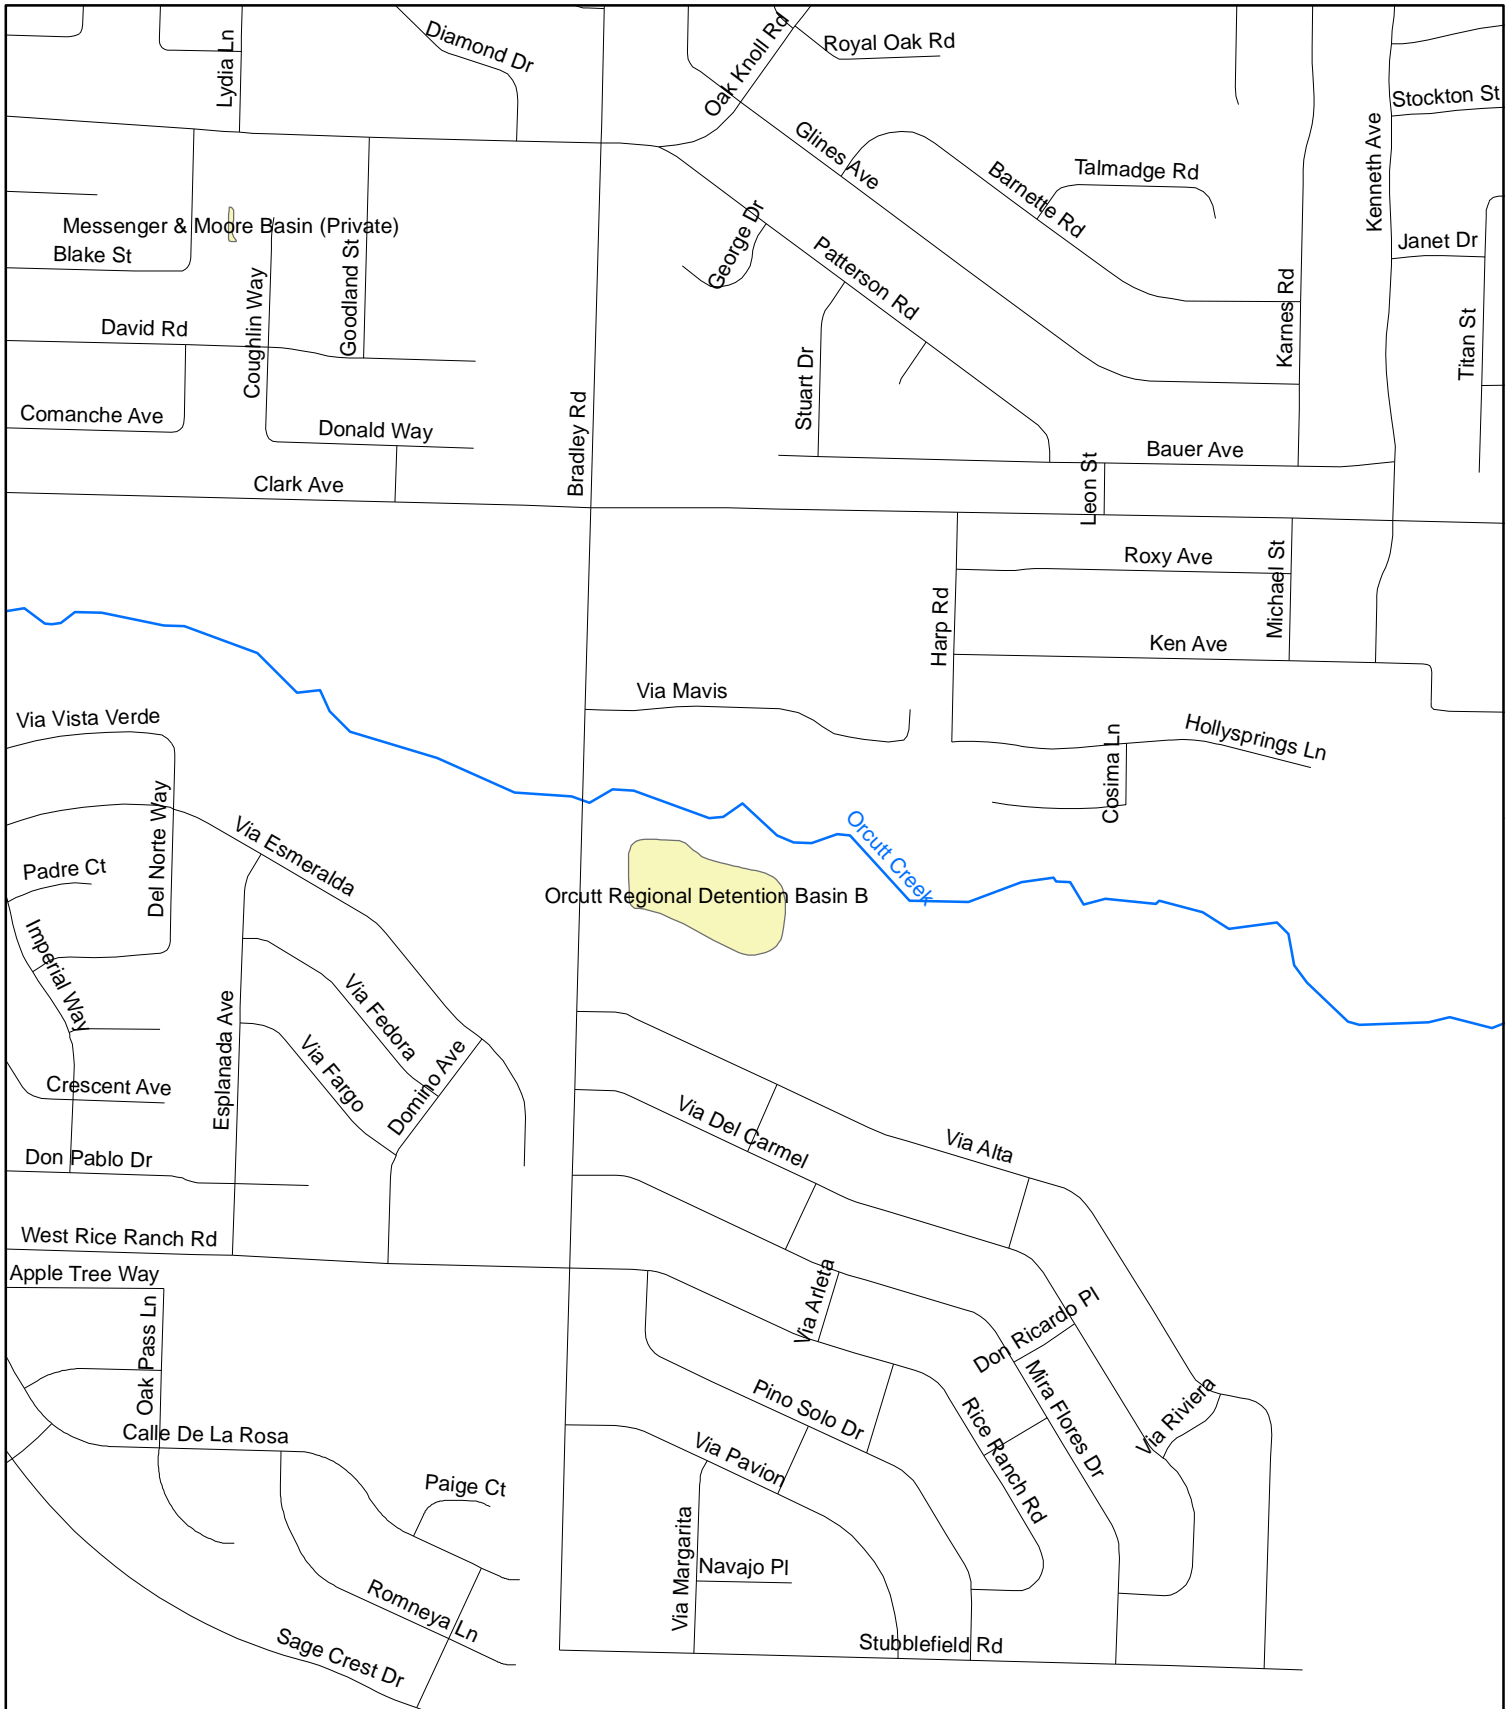 Lydia Ln
Diamond Dr
Oak Knoll Rd
Royal Oak Rd
Stockton St
Glines Ave
Barnette Rd
Talmadge Rd
Kenneth Ave
Messenger & Moore Basin (Private)
Blake St
George Dr
Patterson Rd
Janet Dr
David Rd
Coughlin Way
Goodland St
Karnes Rd
Titan St
Stuart Dr
Comanche Ave
Donald Way
Bradley Rd
Bauer Ave
Clark Ave
Leon St
Roxy Ave
Michael St
Harp Rd
Ken Ave
Via Mavis
Via Vista Verde
Hollysprings Ln
Cosima Ln
Del Norte Way
Via Esmeralda
Orcutt Creek
Padre Ct
Orcutt Regional Detention Basin B
Imperial Way
Via Fedora
Esplanada Ave
Via Fargo
Domino Ave
Crescent Ave
Via Del Carmel
Via Alta
Don Pablo Dr
West Rice Ranch Rd
Apple Tree Way
Oak Pass Ln
Via Arleta
Don Ricardo Pl
Mira Flores Dr
Via Riviera
Pino Solo Dr
Rice Ranch Rd
Calle De La Rosa
Via Pavion
Paige Ct
Via Margarita
Navajo Pl
Romneya Ln
Sage Crest Dr
Stubblefield Rd